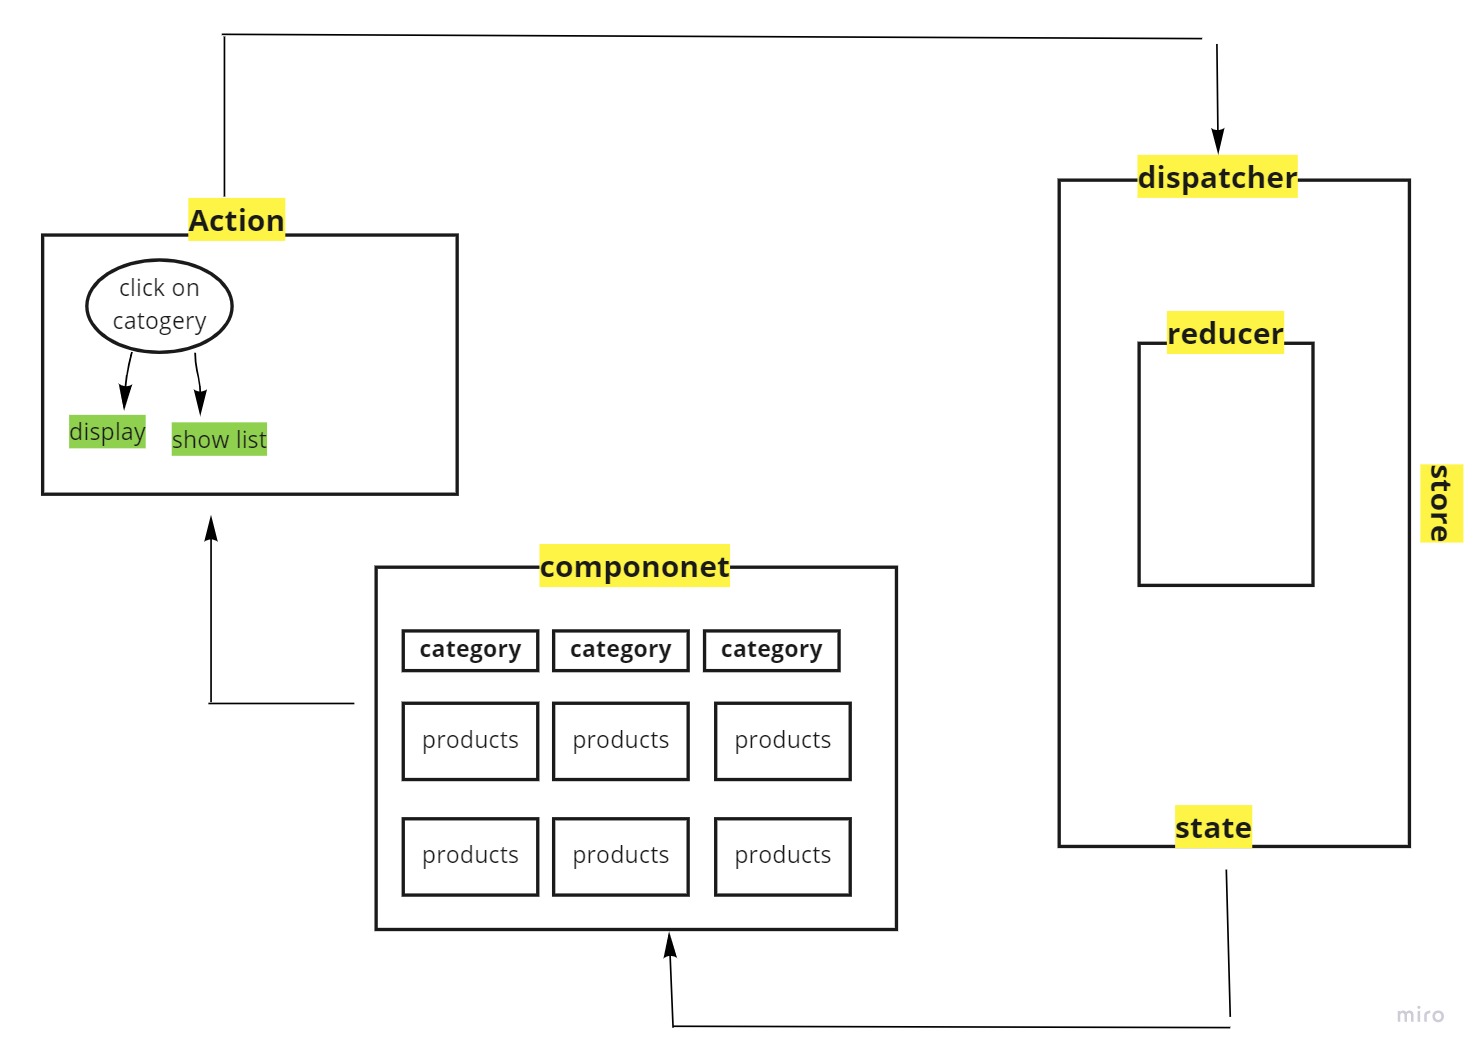 dispatcher
Action
click on
catogery
display
show list
reducer
store
compononet
category
category
category
products
products
products
products
products
products
state
miro